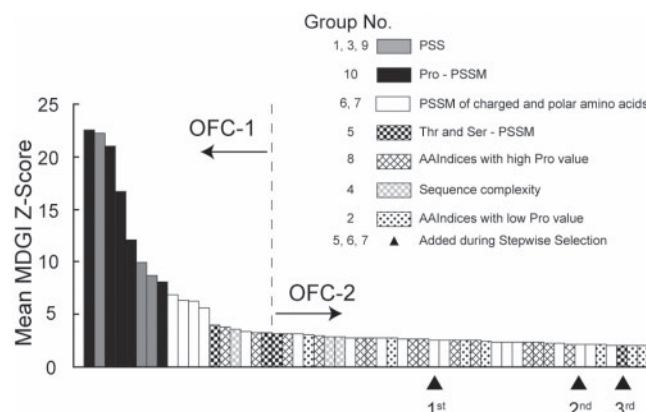 Group No.
1, 3, 9 PSS
10 Pro - PSSM
6, 7 PSSM of charged and polar amino acids
5 Thr and Ser - PSSM
8 AAIndices with high Pro value
4 Sequence complexity
2 AAIndices with low Pro value
5, 6, 7 ▲ Added during Stepwise Selection
25
20
15
10
5
0
Mean MDGI Z-Score
OFC-1
OFC-2
1st 2nd 3rd